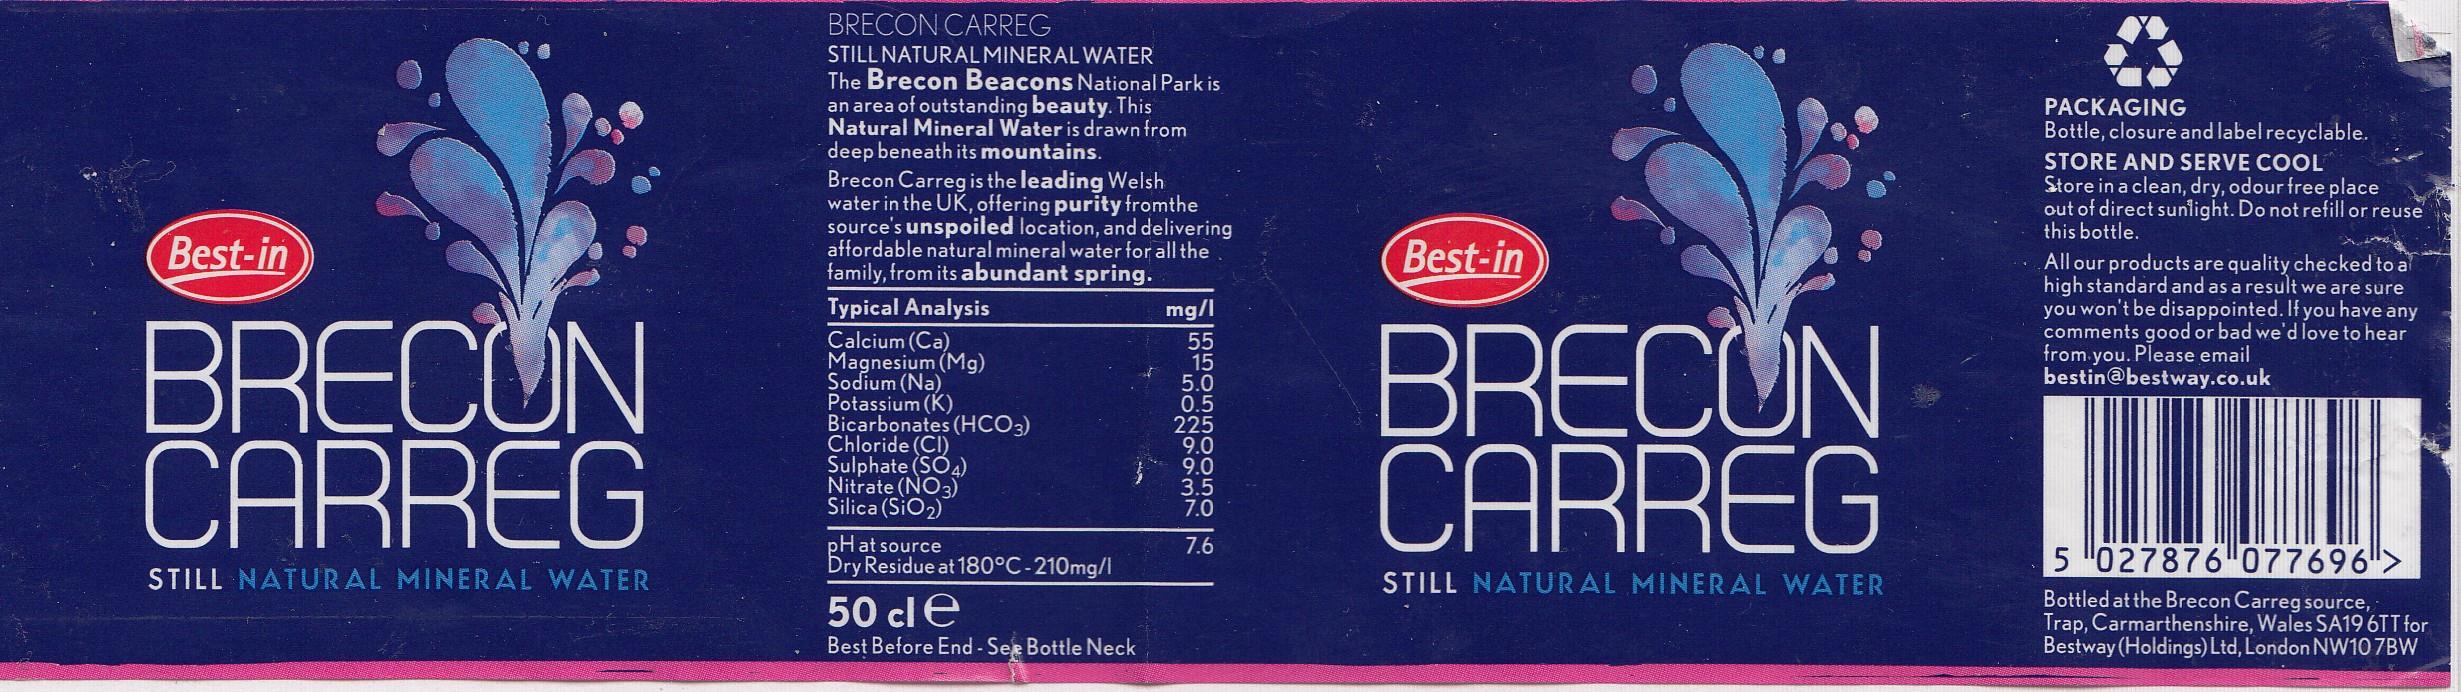 Best-in
BRECON
CARREG
STILL NATURAL MINERAL WATER
BRECON CARREG
STILL NATURAL MINERAL WATER
The Brecon Beacons National Park is
an area of outstanding beauty. This
Natural Mineral Water is drawn from
deep beneath its mountains.
Brecon Carreg is the leading Welsh
water in the UK, offering purity from the
source's unspoiled location, and delivering
affordable natural mineral water for all the
family, from its abundant spring.
Typical Analysis mg/l
Calcium (Ca) 55
Magnesium (Mg) 15
Sodium (Na) 5.0
Potassium (K) 0.5
Bicarbonates (HCO3) 225
Chloride (Cl) 9.0
Sulphate (SO4) 9.0
Nitrate (NO3) 3.5
Silica (SiO2) 7.0
pH at source 7.6
Dry Residue at 180°C - 210mg/l
50 cl e
Best Before End - See Bottle Neck
Best-in
BRECON
CARREG
STILL NATURAL MINERAL WATER
PACKAGING
Bottle, closure and label recyclable.
STORE AND SERVE COOL
Store in a clean, dry, odour free place
out of direct sunlight. Do not refill or reuse
this bottle.
All our products are quality checked to a
high standard and as a result we are sure
you won't be disappointed. If you have any
comments good or bad we'd love to hear
from you. Please email
bestin@bestway.co.uk
5 027876 077696 >
Bottled at the Brecon Carreg source,
Trap, Carmarthenshire, Wales SA19 6TT for
Bestway (Holdings) Ltd, London NW10 7BW